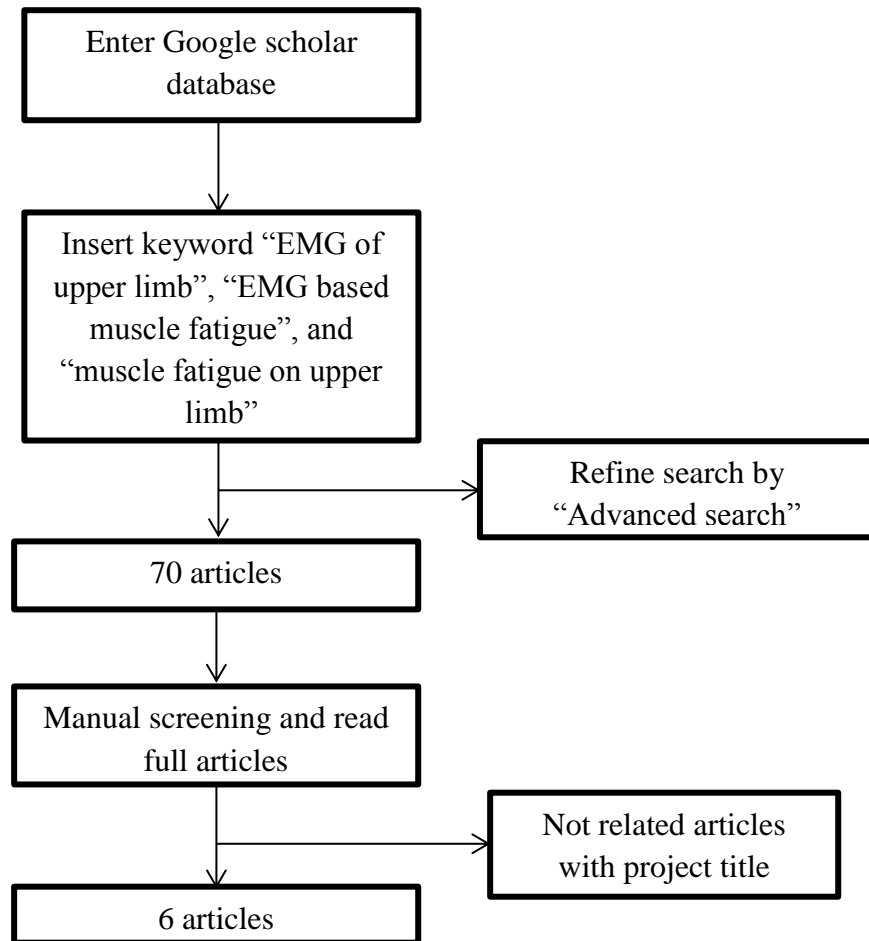 Enter Google scholar
database
Insert keyword “EMG of
upper limb”, “EMG based
muscle fatigue”, and
“muscle fatigue on upper
limb”
Refine search by
“Advanced search”
70 articles
Manual screening and read
full articles
Not related articles
with project title
6 articles